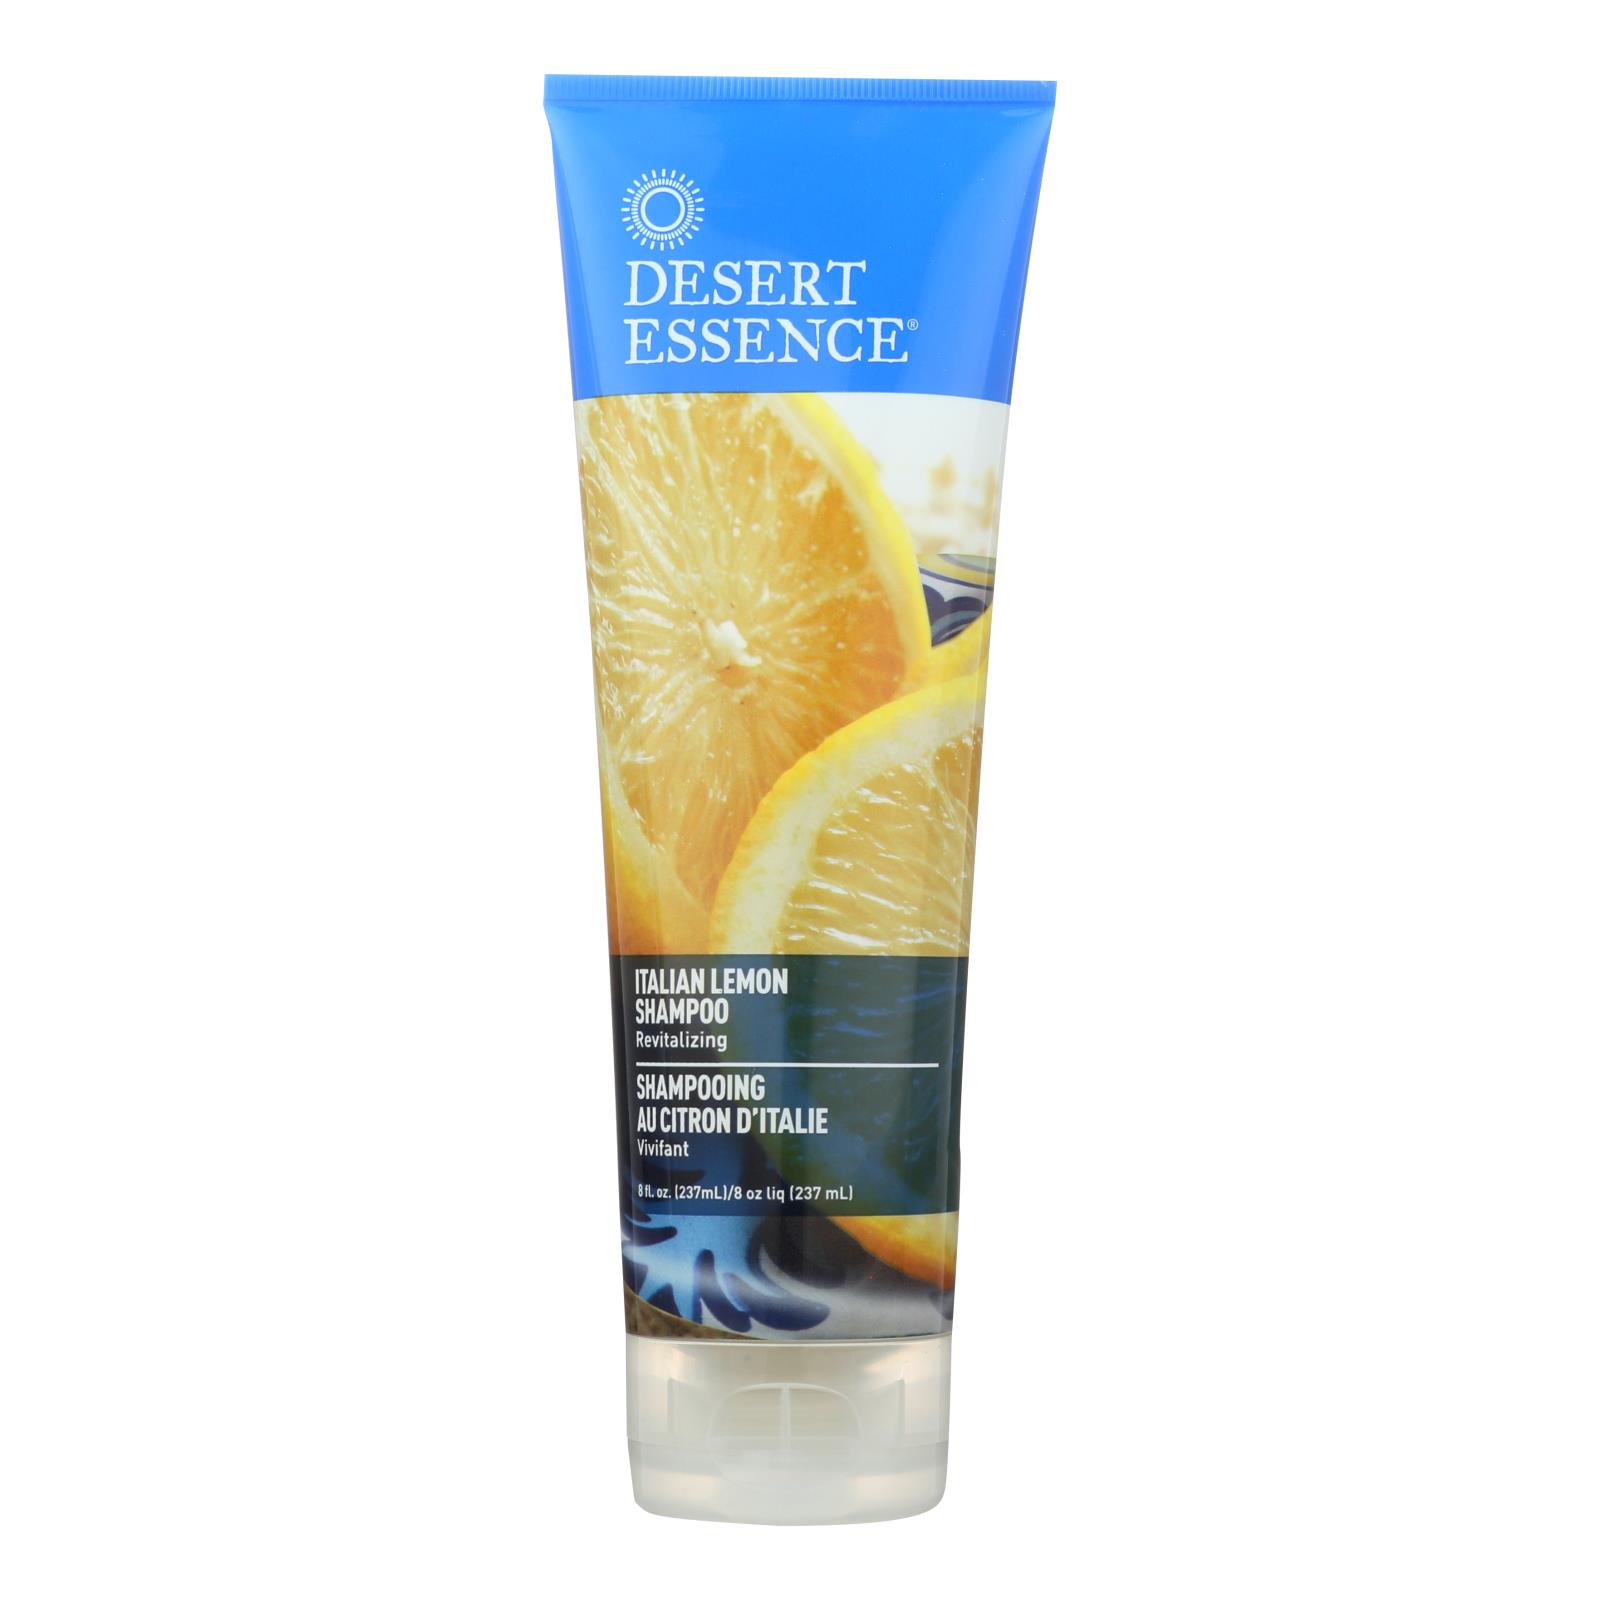 DESERT
ESSENCE®
ITALIAN LEMON
SHAMPOO
Revitalizing
SHAMPOOING
AU CITRON D'ITALIE
Vivifant
8 fl. oz. (237mL)/8 oz liq (237 mL)